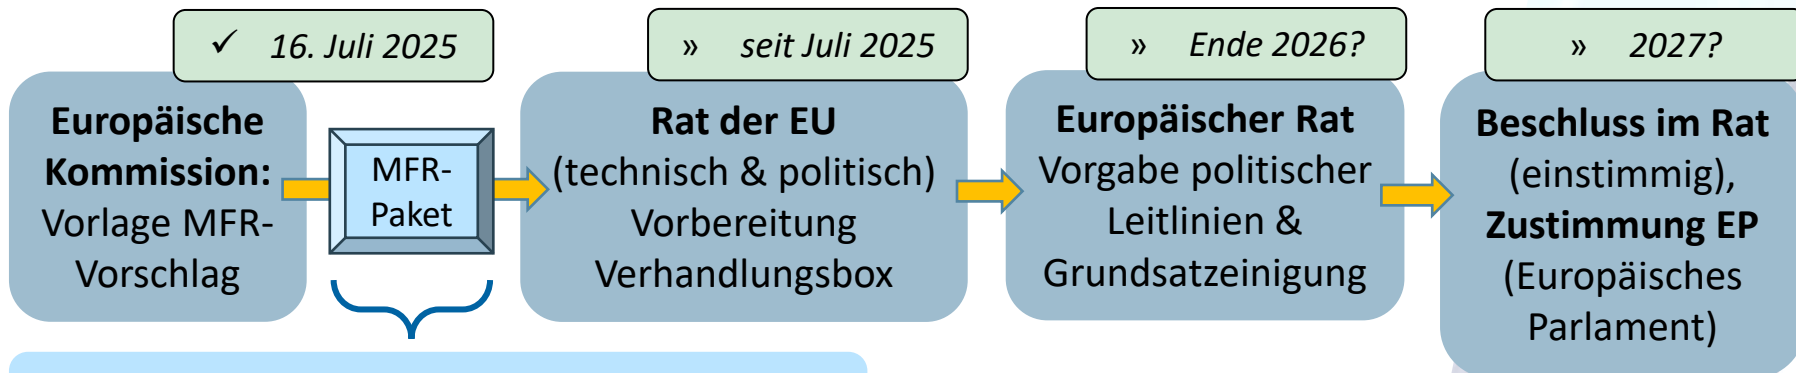 ✓ 16. Juli 2025
Europäische
Kommission:
Vorlage MFR-
Vorschlag
MFR-
Paket
» seit Juli 2025
Rat der EU
(technisch & politisch)
Vorbereitung
Verhandlungsbox
» Ende 2026?
Europäischer Rat
Vorgabe politischer
Leitlinien &
Grundsatzeinigung
» 2027?
Beschluss im Rat
(einstimmig),
Zustimmung EP
(Europäisches
Parlament)